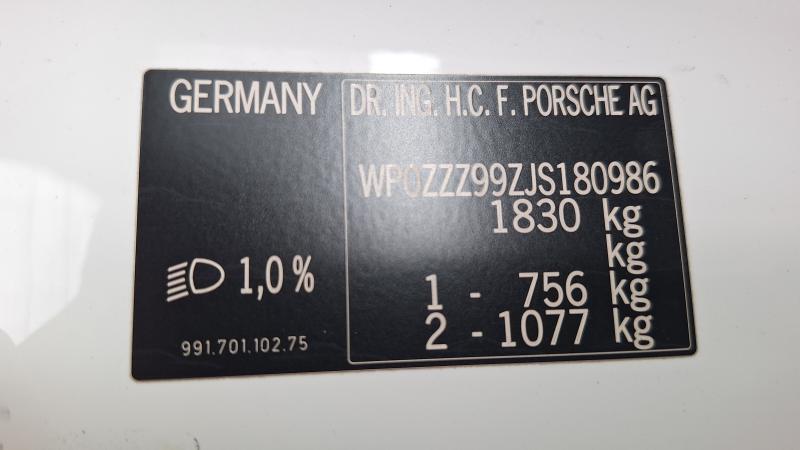 GERMANY
DR. ING. H.C. F. PORSCHE AG
WP0ZZZ99ZJS180986
1830 kg
kg
1 - 756 kg
2 - 1077 kg
1,0 %
991.701.102.75